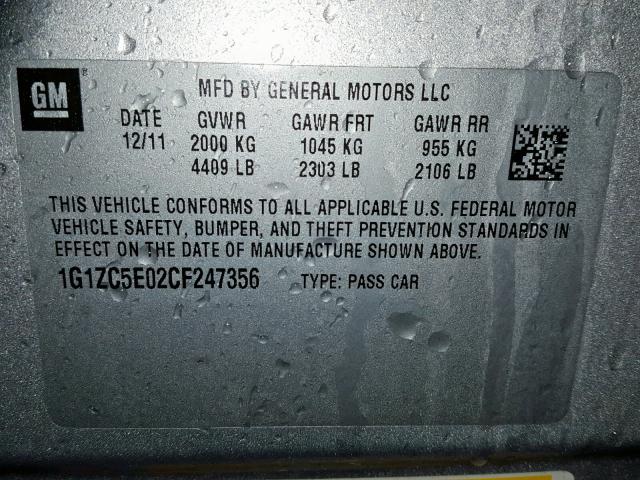 GM
MFD BY GENERAL MOTORS LLC
DATE GVWR GAWR FRT GAWR RR
12/11 2000 KG 1045 KG 955 KG
4409 LB 2303 LB 2106 LB
THIS VEHICLE CONFORMS TO ALL APPLICABLE U.S. FEDERAL MOTOR
VEHICLE SAFETY, BUMPER, AND THEFT PREVENTION STANDARDS IN
EFFECT ON THE DATE OF MANUFACTURE SHOWN ABOVE.
1G1ZC5E02CF247356 TYPE: PASS CAR